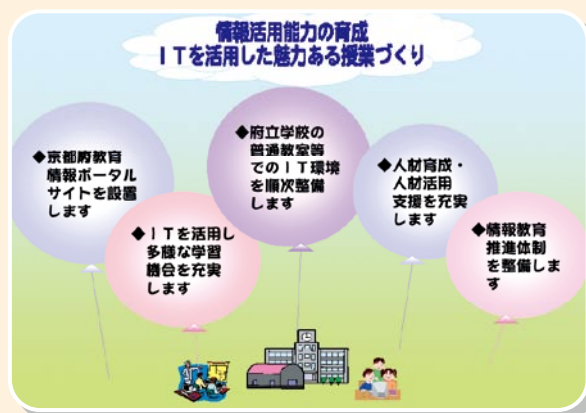 情報活用能力の育成
ITを活用した魅力ある授業づくり
◆京都府教育
情報ポータル
サイトを設置
します
◆ITを活用し
多様な学習
機会を充実
します
◆府立学校の
普通教室等
でのIT環境
を順次整備
します
◆人材育成・
人材活用
支援を充実
します
◆情報教育
推進体制
を整備しま
す